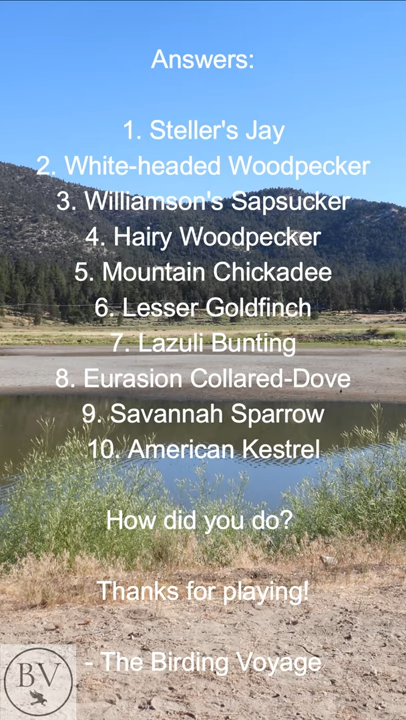 Answers:
1. Steller's Jay
2. White-headed Woodpecker
3. Williamson's Sapsucker
4. Hairy Woodpecker
5. Mountain Chickadee
6. Lesser Goldfinch
7. Lazuli Bunting
8. Eurasion Collared-Dove
9. Savannah Sparrow
10. American Kestrel
How did you do?
Thanks for playing!
- The Birding Voyage
BV